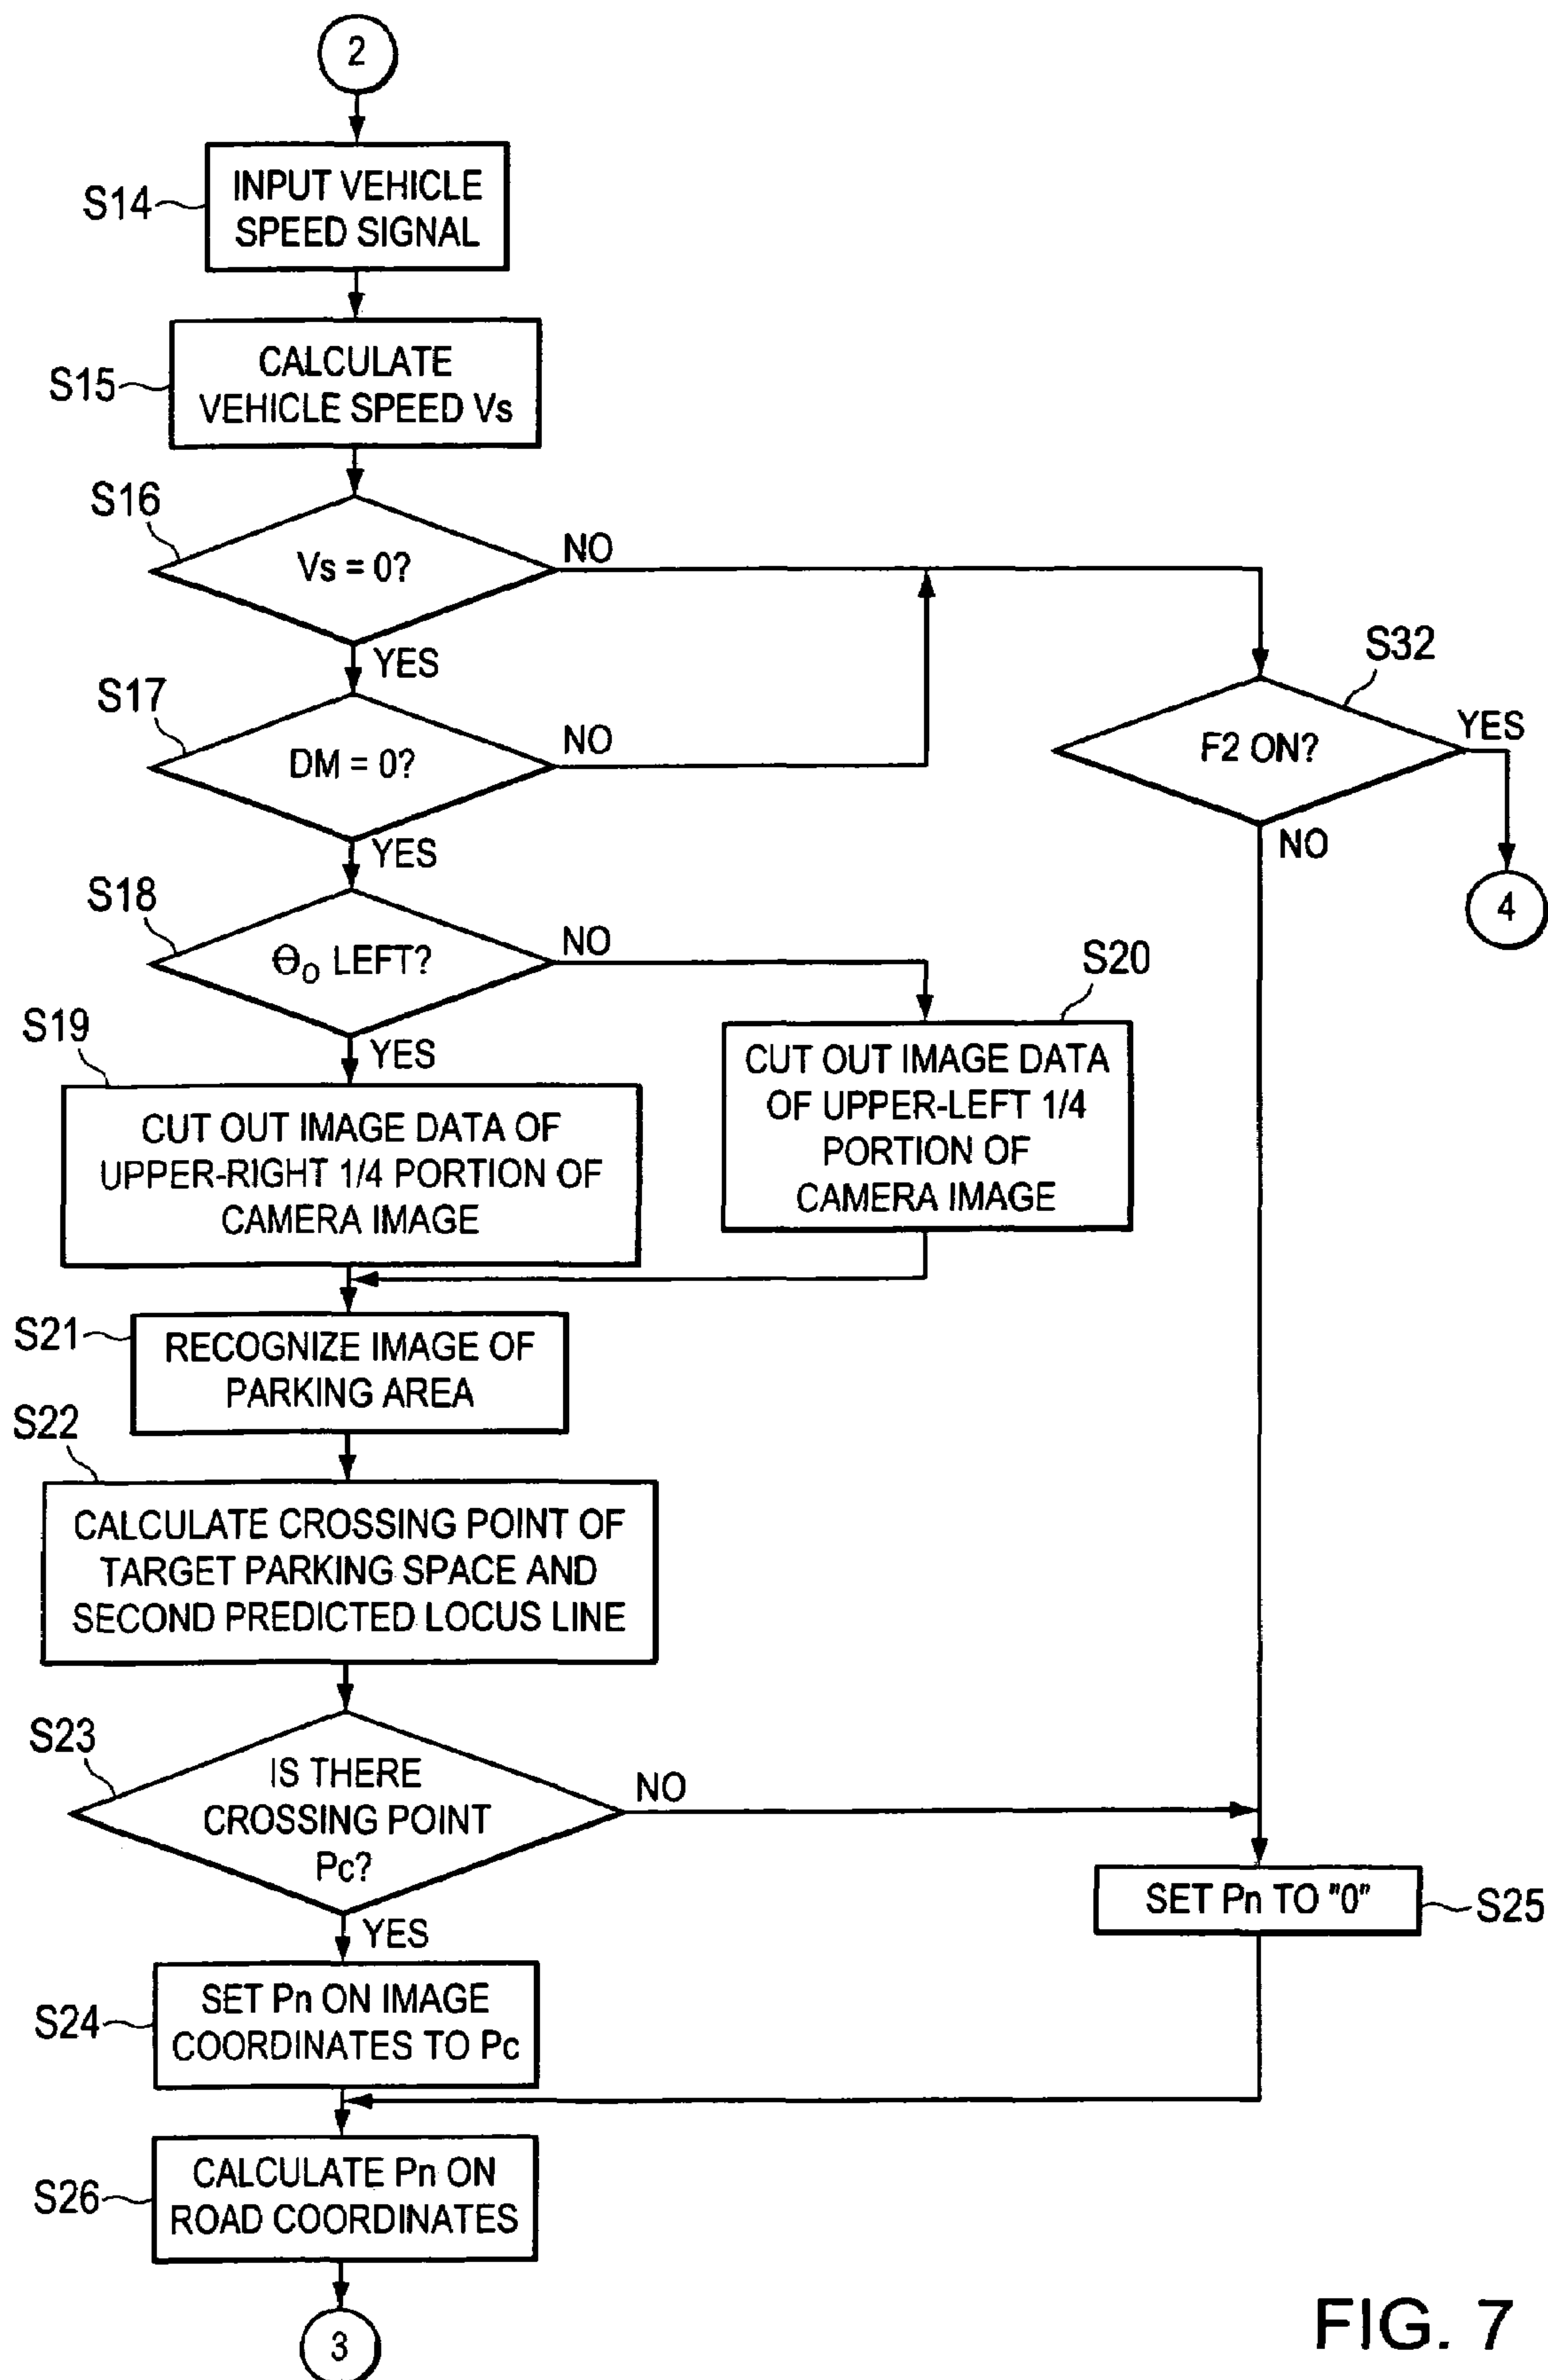 2
S14
INPUT VEHICLE
SPEED SIGNAL
S15
CALCULATE
VEHICLE SPEED Vs
S16
Vs = 0?
NO
YES
S17
DM = 0?
NO
YES
S32
F2 ON?
YES
NO
4
S18
Θ₀ LEFT?
NO
YES
S19
CUT OUT IMAGE DATA OF
UPPER-RIGHT 1/4 PORTION OF
CAMERA IMAGE
S20
CUT OUT IMAGE DATA
OF UPPER-LEFT 1/4
PORTION OF
CAMERA IMAGE
S21
RECOGNIZE IMAGE OF
PARKING AREA
S22
CALCULATE CROSSING POINT OF
TARGET PARKING SPACE AND
SECOND PREDICTED LOCUS LINE
S23
IS THERE
CROSSING POINT
Pc?
NO
YES
SET Pn TO "0"
S25
S24
SET Pn ON IMAGE
COORDINATES TO Pc
S26
CALCULATE Pn ON
ROAD COORDINATES
3
FIG. 7